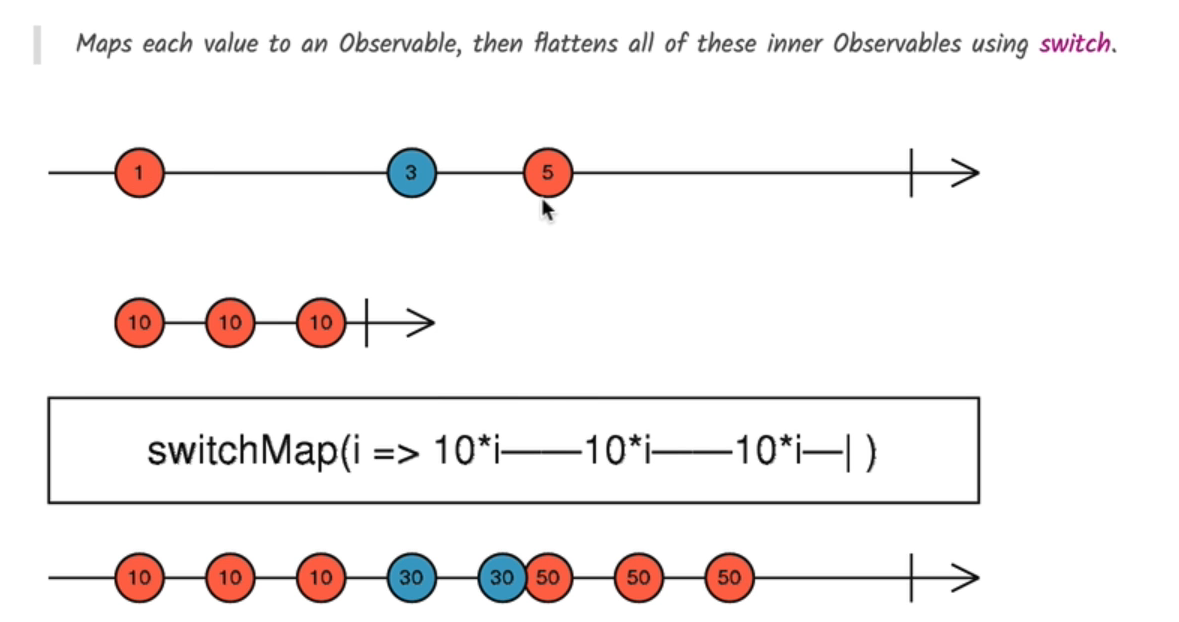 Maps each value to an Observable, then flattens all of these inner Observables using switch.
1 3 5
10 10 10
switchMap(i => 10*i——10*i——10*i—| )
10 10 10 30 30 50 50 50